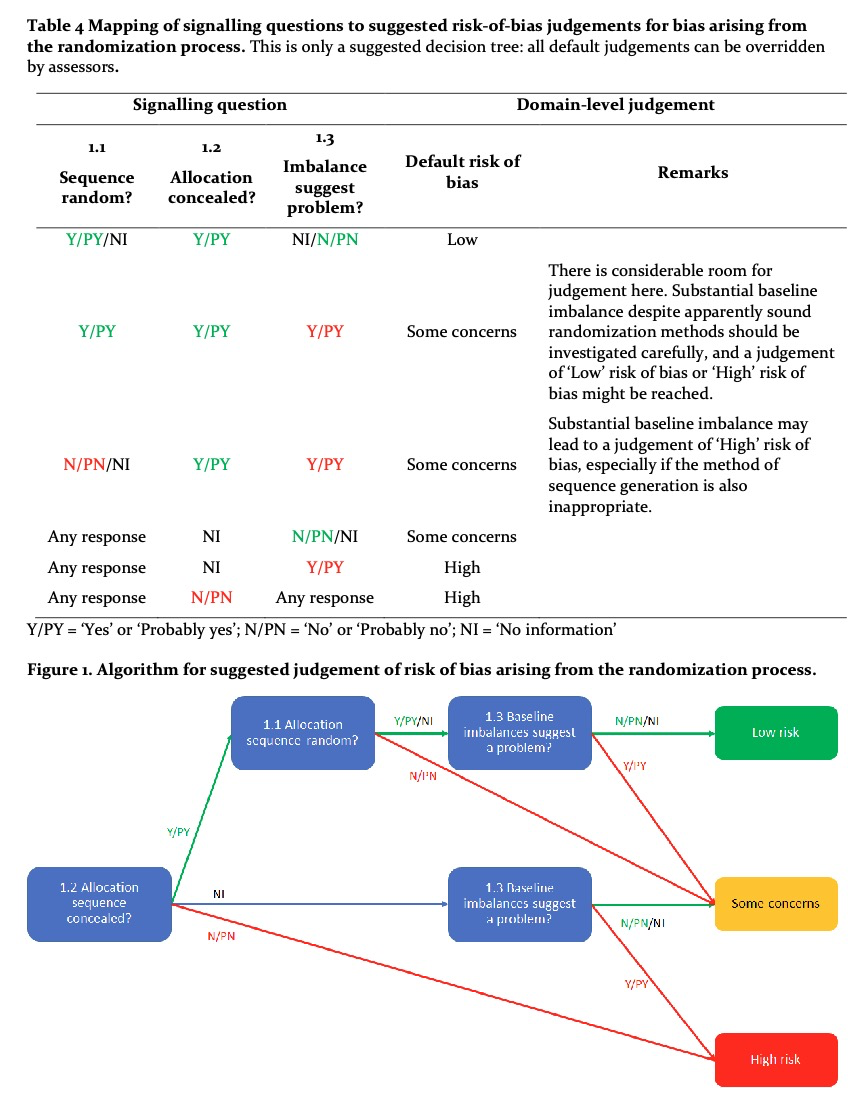 Table 4 Mapping of signalling questions to suggested risk-of-bias judgements for bias arising from
the randomization process. This is only a suggested decision tree: all default judgements can be overridden
by assessors.
Signalling question
Domain-level judgement
1.1
Sequence
random?
1.2
Allocation
concealed?
1.3
Imbalance
suggest
problem?
Default risk of
bias
Remarks
Y/PY/NI
Y/PY
NI/N/PN
Low
Y/PY
Y/PY
Y/PY
Some concerns
There is considerable room for
judgement here. Substantial baseline
imbalance despite apparently sound
randomization methods should be
investigated carefully, and a judgement
of ‘Low’ risk of bias or ‘High’ risk of
bias might be reached.
N/PN/NI
Y/PY
Y/PY
Some concerns
Substantial baseline imbalance may
lead to a judgement of ‘High’ risk of
bias, especially if the method of
sequence generation is also
inappropriate.
Any response
NI
N/PN/NI
Some concerns
Any response
NI
Y/PY
High
Any response
N/PN
Any response
High
Y/PY = ‘Yes’ or ‘Probably yes’; N/PN = ‘No’ or ‘Probably no’; NI = ‘No information’
Figure 1. Algorithm for suggested judgement of risk of bias arising from the randomization process.
1.1 Allocation
sequence random?
Y/PY/NI
N/PN
1.3 Baseline
imbalances suggest
a problem?
N/PN/NI
Y/PY
Low risk
Y/PY
1.2 Allocation
sequence
concealed?
NI
N/PN
1.3 Baseline
imbalances suggest
a problem?
N/PN/NI
Y/PY
Some concerns
High risk